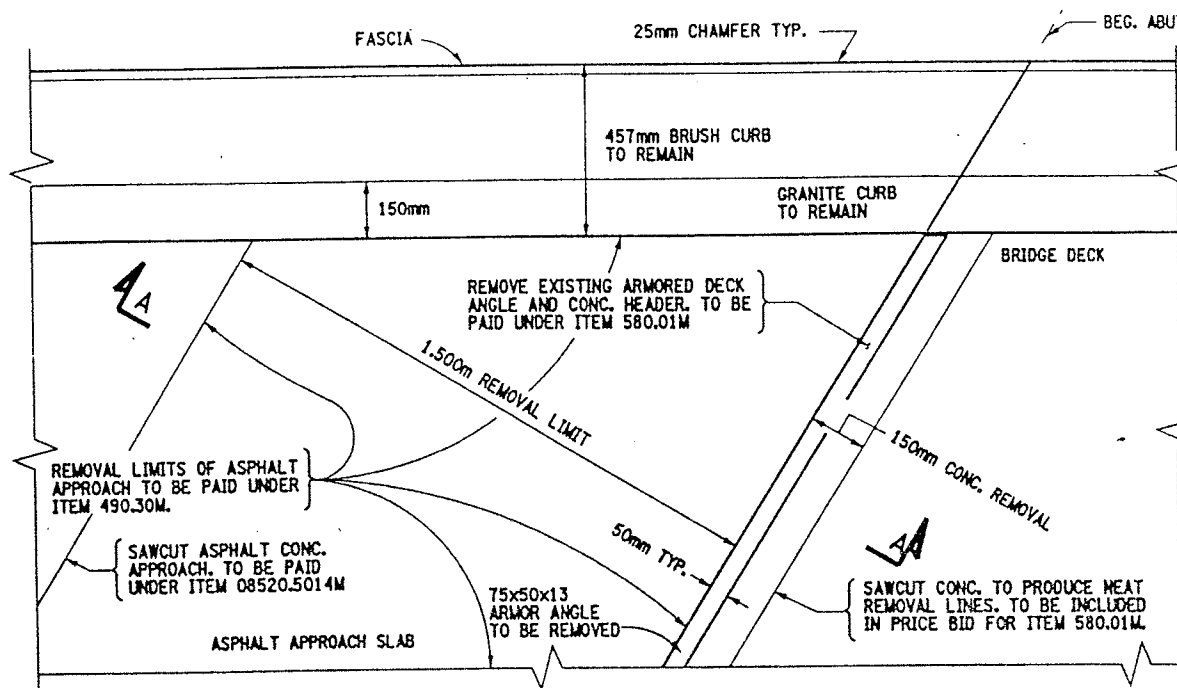 FASCIA
25mm CHAMFER TYP.
BEG. ABU
457mm BRUSH CURB
TO REMAIN
150mm
GRANITE CURB
TO REMAIN
BRIDGE DECK
A
REMOVE EXISTING ARMORED DECK
ANGLE AND CONC. HEADER. TO BE
PAID UNDER ITEM 580.01M
1.500m REMOVAL LIMIT
150mm CONC. REMOVAL
REMOVAL LIMITS OF ASPHALT
APPROACH TO BE PAID UNDER
ITEM 490.30M.
50mm TYP.
A
SAWCUT ASPHALT CONC.
APPROACH. TO BE PAID
UNDER ITEM 08520.5014M
75x50x13
ARMOR ANGLE
TO BE REMOVED
SAWCUT CONC. TO PRODUCE NEAT
REMOVAL LINES. TO BE INCLUDED
IN PRICE BID FOR ITEM 580.01M.
ASPHALT APPROACH SLAB